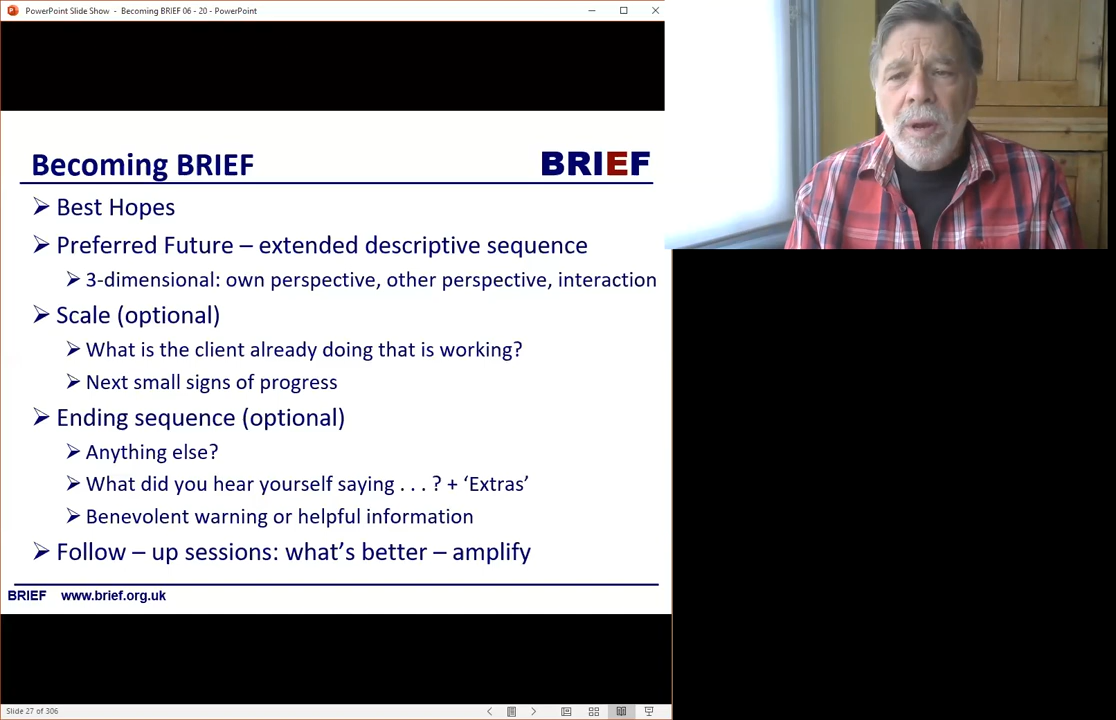 PowerPoint Slide Show - Becoming BRIEF 06 - 20 - PowerPoint
Becoming BRIEF
BRIEF
Best Hopes
Preferred Future – extended descriptive sequence
3-dimensional: own perspective, other perspective, interaction
Scale (optional)
What is the client already doing that is working?
Next small signs of progress
Ending sequence (optional)
Anything else?
What did you hear yourself saying . . . ? + ‘Extras’
Benevolent warning or helpful information
Follow – up sessions: what’s better – amplify
BRIEF www.brief.org.uk
Slide 27 of 306